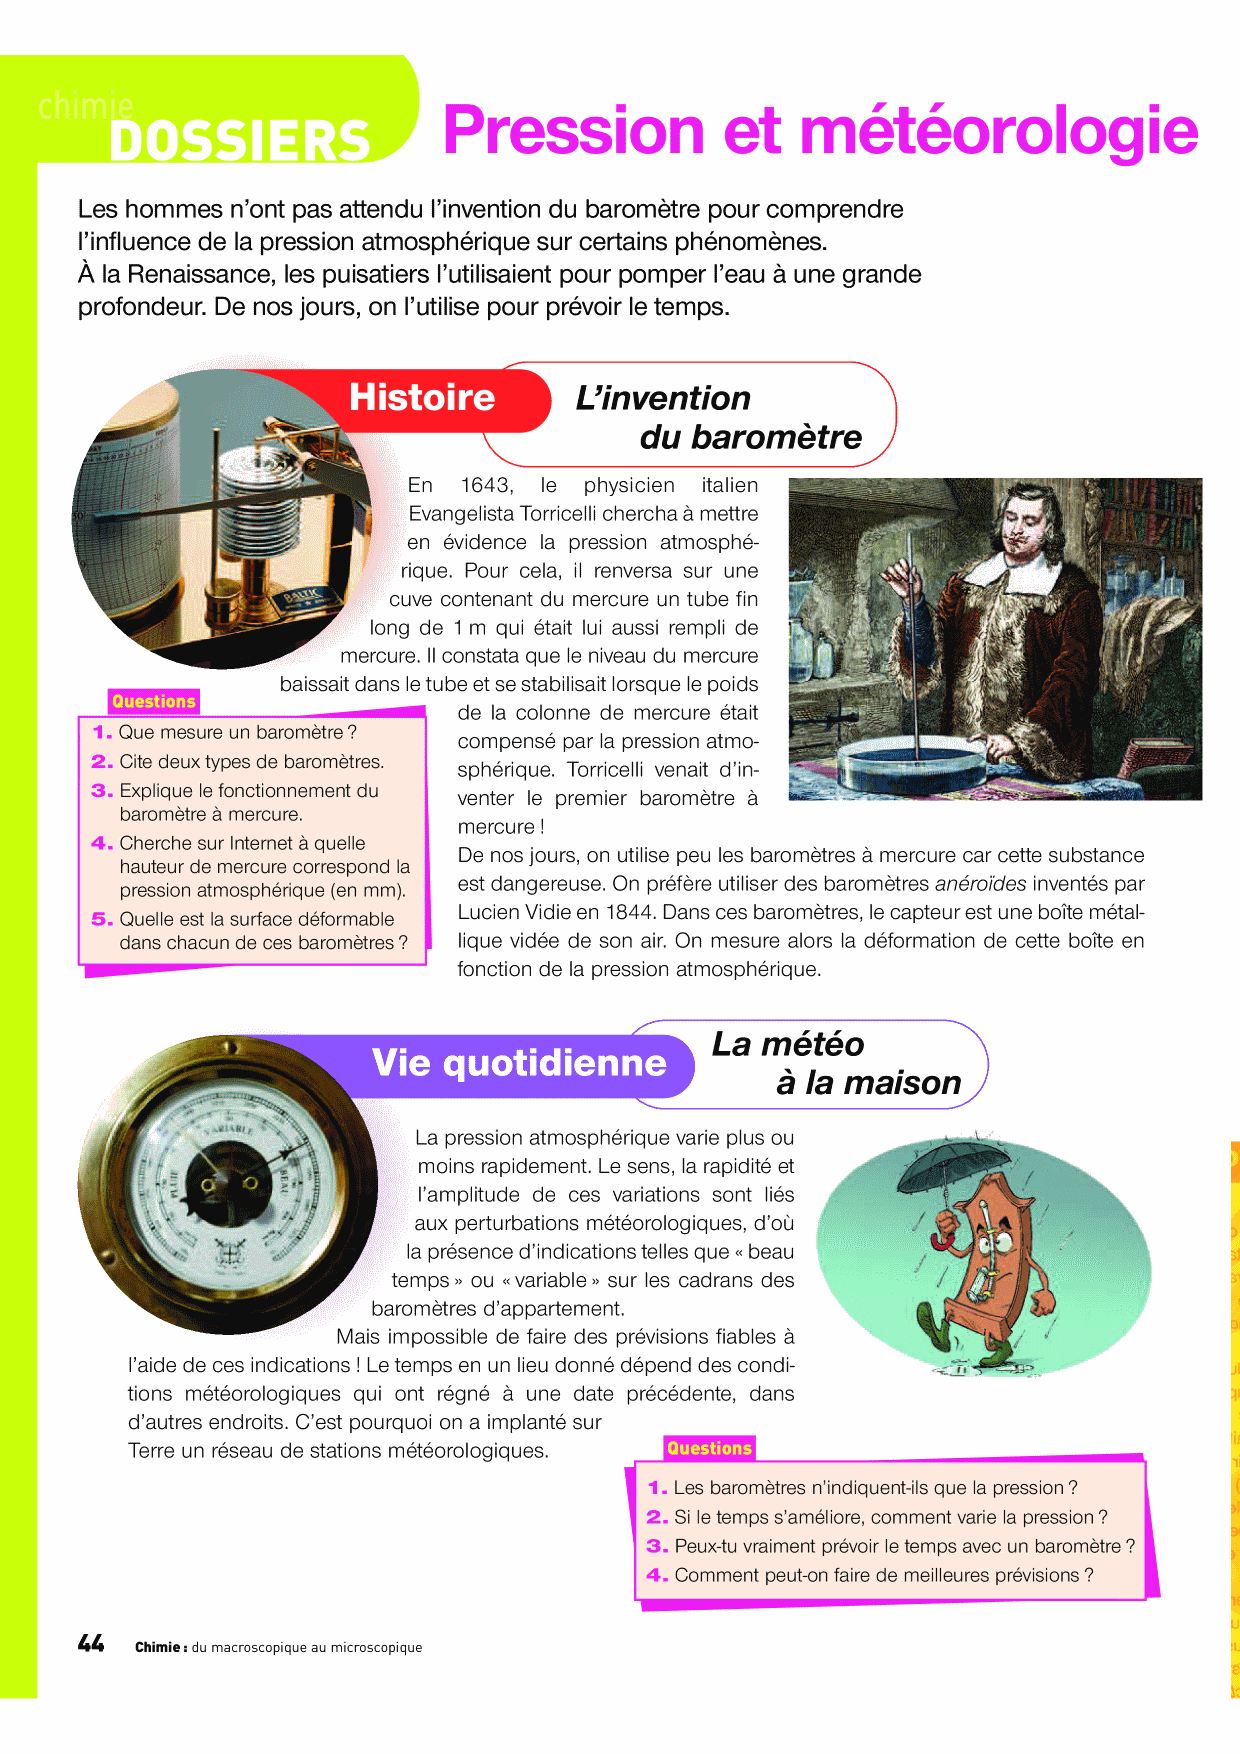 chimie
DOSSIERS
Pression et météorologie
Les hommes n'ont pas attendu l'invention du baromètre pour comprendre
l'influence de la pression atmosphérique sur certains phénomènes.
À la Renaissance, les puisatiers l'utilisaient pour pomper l'eau à une grande
profondeur. De nos jours, on l'utilise pour prévoir le temps.
Histoire
L'invention
du baromètre
En 1643, le physicien italien
Evangelista Torricelli chercha à mettre
en évidence la pression atmosphé-
rique. Pour cela, il renversa sur une
cuve contenant du mercure un tube fin
long de 1 m qui était lui aussi rempli de
mercure. Il constata que le niveau du mercure
baissait dans le tube et se stabilisait lorsque le poids
de la colonne de mercure était
compensé par la pression atmo-
sphérique. Torricelli venait d'in-
venter le premier baromètre à
mercure !
De nos jours, on utilise peu les baromètres à mercure car cette substance
est dangereuse. On préfère utiliser des baromètres anéroïdes inventés par
Lucien Vidie en 1844. Dans ces baromètres, le capteur est une boîte métal-
lique vidée de son air. On mesure alors la déformation de cette boîte en
fonction de la pression atmosphérique.
BALTIC
Questions
1. Que mesure un baromètre ?
2. Cite deux types de baromètres.
3. Explique le fonctionnement du
baromètre à mercure.
4. Cherche sur Internet à quelle
hauteur de mercure correspond la
pression atmosphérique (en mm).
5. Quelle est la surface déformable
dans chacun de ces baromètres ?
Vie quotidienne
La météo
à la maison
VARIABLE
PLUIE
BEAU
La pression atmosphérique varie plus ou
moins rapidement. Le sens, la rapidité et
l'amplitude de ces variations sont liés
aux perturbations météorologiques, d'où
la présence d'indications telles que « beau
temps » ou « variable » sur les cadrans des
baromètres d'appartement.
Mais impossible de faire des prévisions fiables à
l'aide de ces indications ! Le temps en un lieu donné dépend des condi-
tions météorologiques qui ont régné à une date précédente, dans
d'autres endroits. C'est pourquoi on a implanté sur
Terre un réseau de stations météorologiques.
Questions
1. Les baromètres n'indiquent-ils que la pression ?
2. Si le temps s'améliore, comment varie la pression ?
3. Peux-tu vraiment prévoir le temps avec un baromètre ?
4. Comment peut-on faire de meilleures prévisions ?
44 Chimie : du macroscopique au microscopique